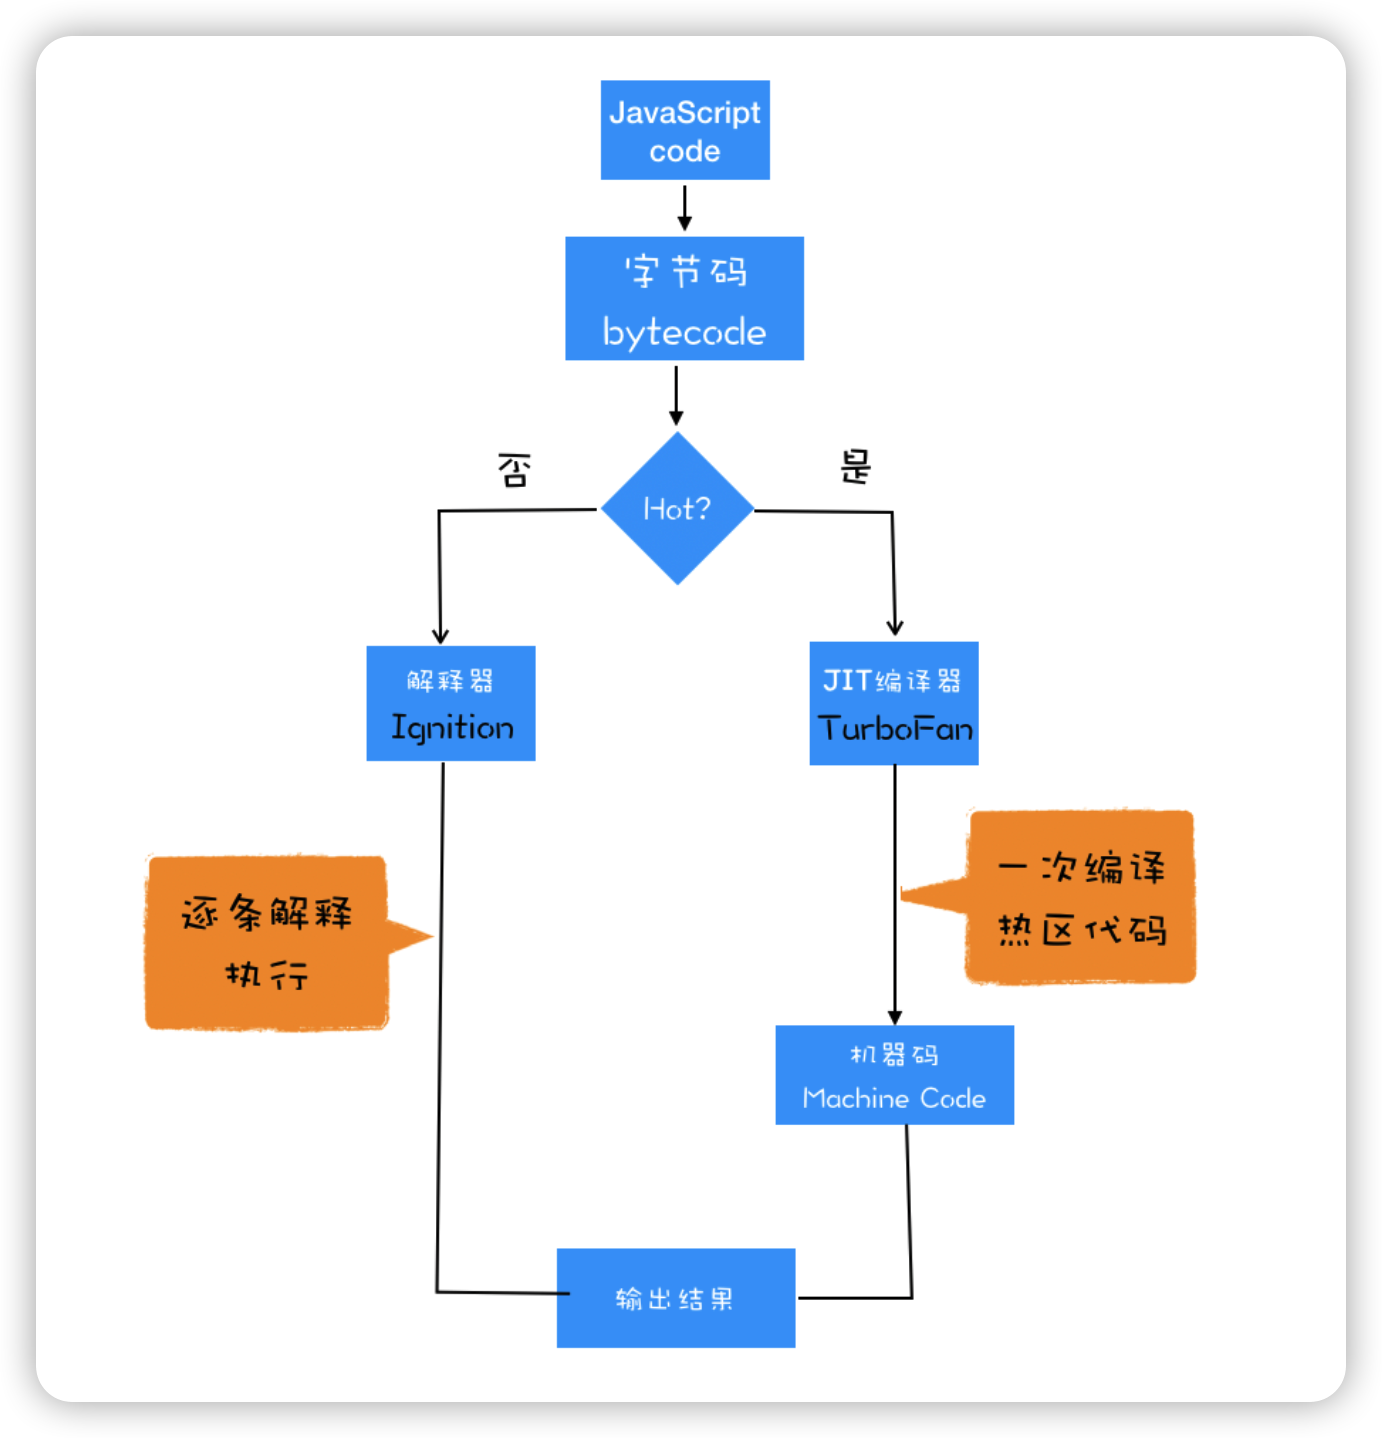 JavaScript
code
字节码
bytecode
否
是
Hot?
解释器
Ignition
JIT编译器
TurboFan
逐条解释
执行
一次编译
热区代码
机器码
Machine Code
输出结果